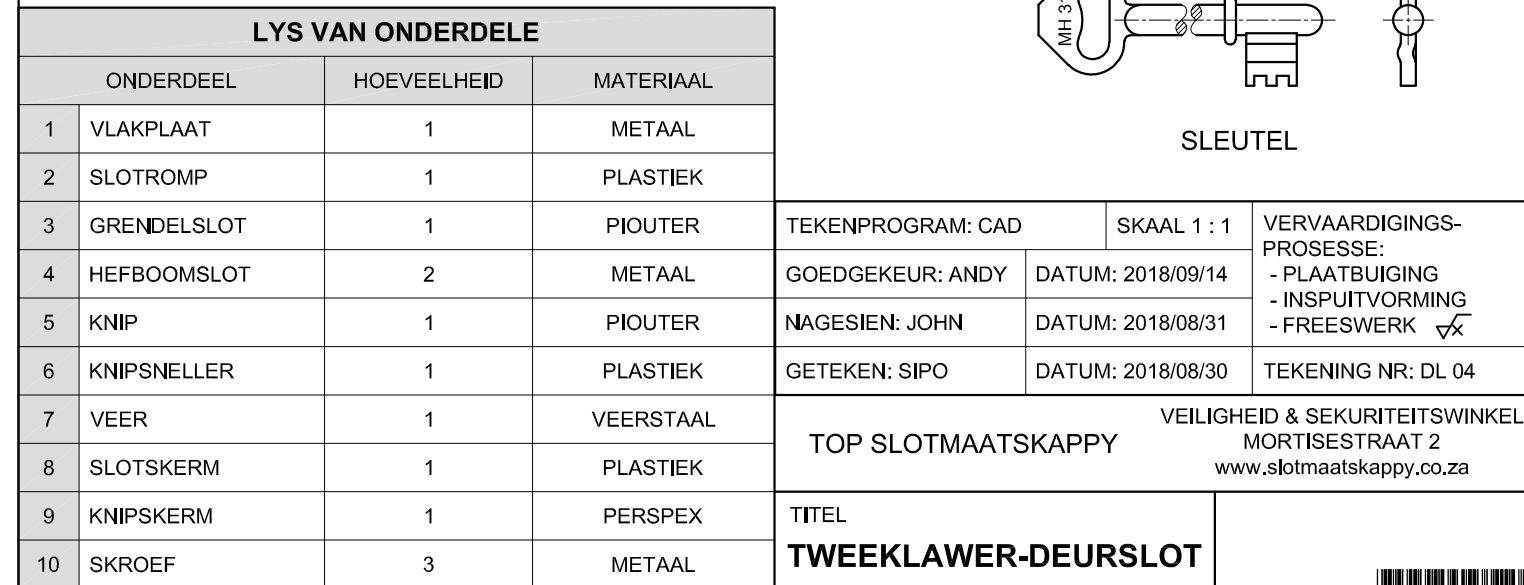 LYS VAN ONDERDELE
ONDERDEEL HOEVEELHEID MATERIAAL
1 VLAKPLAAT 1 METAAL
2 SLOTROMP 1 PLASTIEK
3 GRENDELSLOT 1 PIOUTER
4 HEFBOOMSLOT 2 METAAL
5 KNIP 1 PIOUTER
6 KNIPSNELLER 1 PLASTIEK
7 VEER 1 VEERSTAAL
8 SLOTSKERM 1 PLASTIEK
9 KNIPSKERM 1 PERSPEX
10 SKROEF 3 METAAL
MH 31
SLEUTEL
TEKENPROGRAM: CAD SKAAL 1 : 1
GOEDGEKEUR: ANDY DATUM: 2018/09/14
NAGESIEN: JOHN DATUM: 2018/08/31
GETEKEN: SIPO DATUM: 2018/08/30
VERVAARDIGINGS-
PROSESSE:
- PLAATBUIGING
- INSPUITVORMING
- FREESWERK x
TEKENING NR: DL 04
TOP SLOTMAATSKAPPY
VEILIGHEID & SEKURITEITSWINKEL
MORTISESTRAAT 2
www.slotmaatskappy.co.za
TITEL
TWEEKLAWER-DEURSLOT